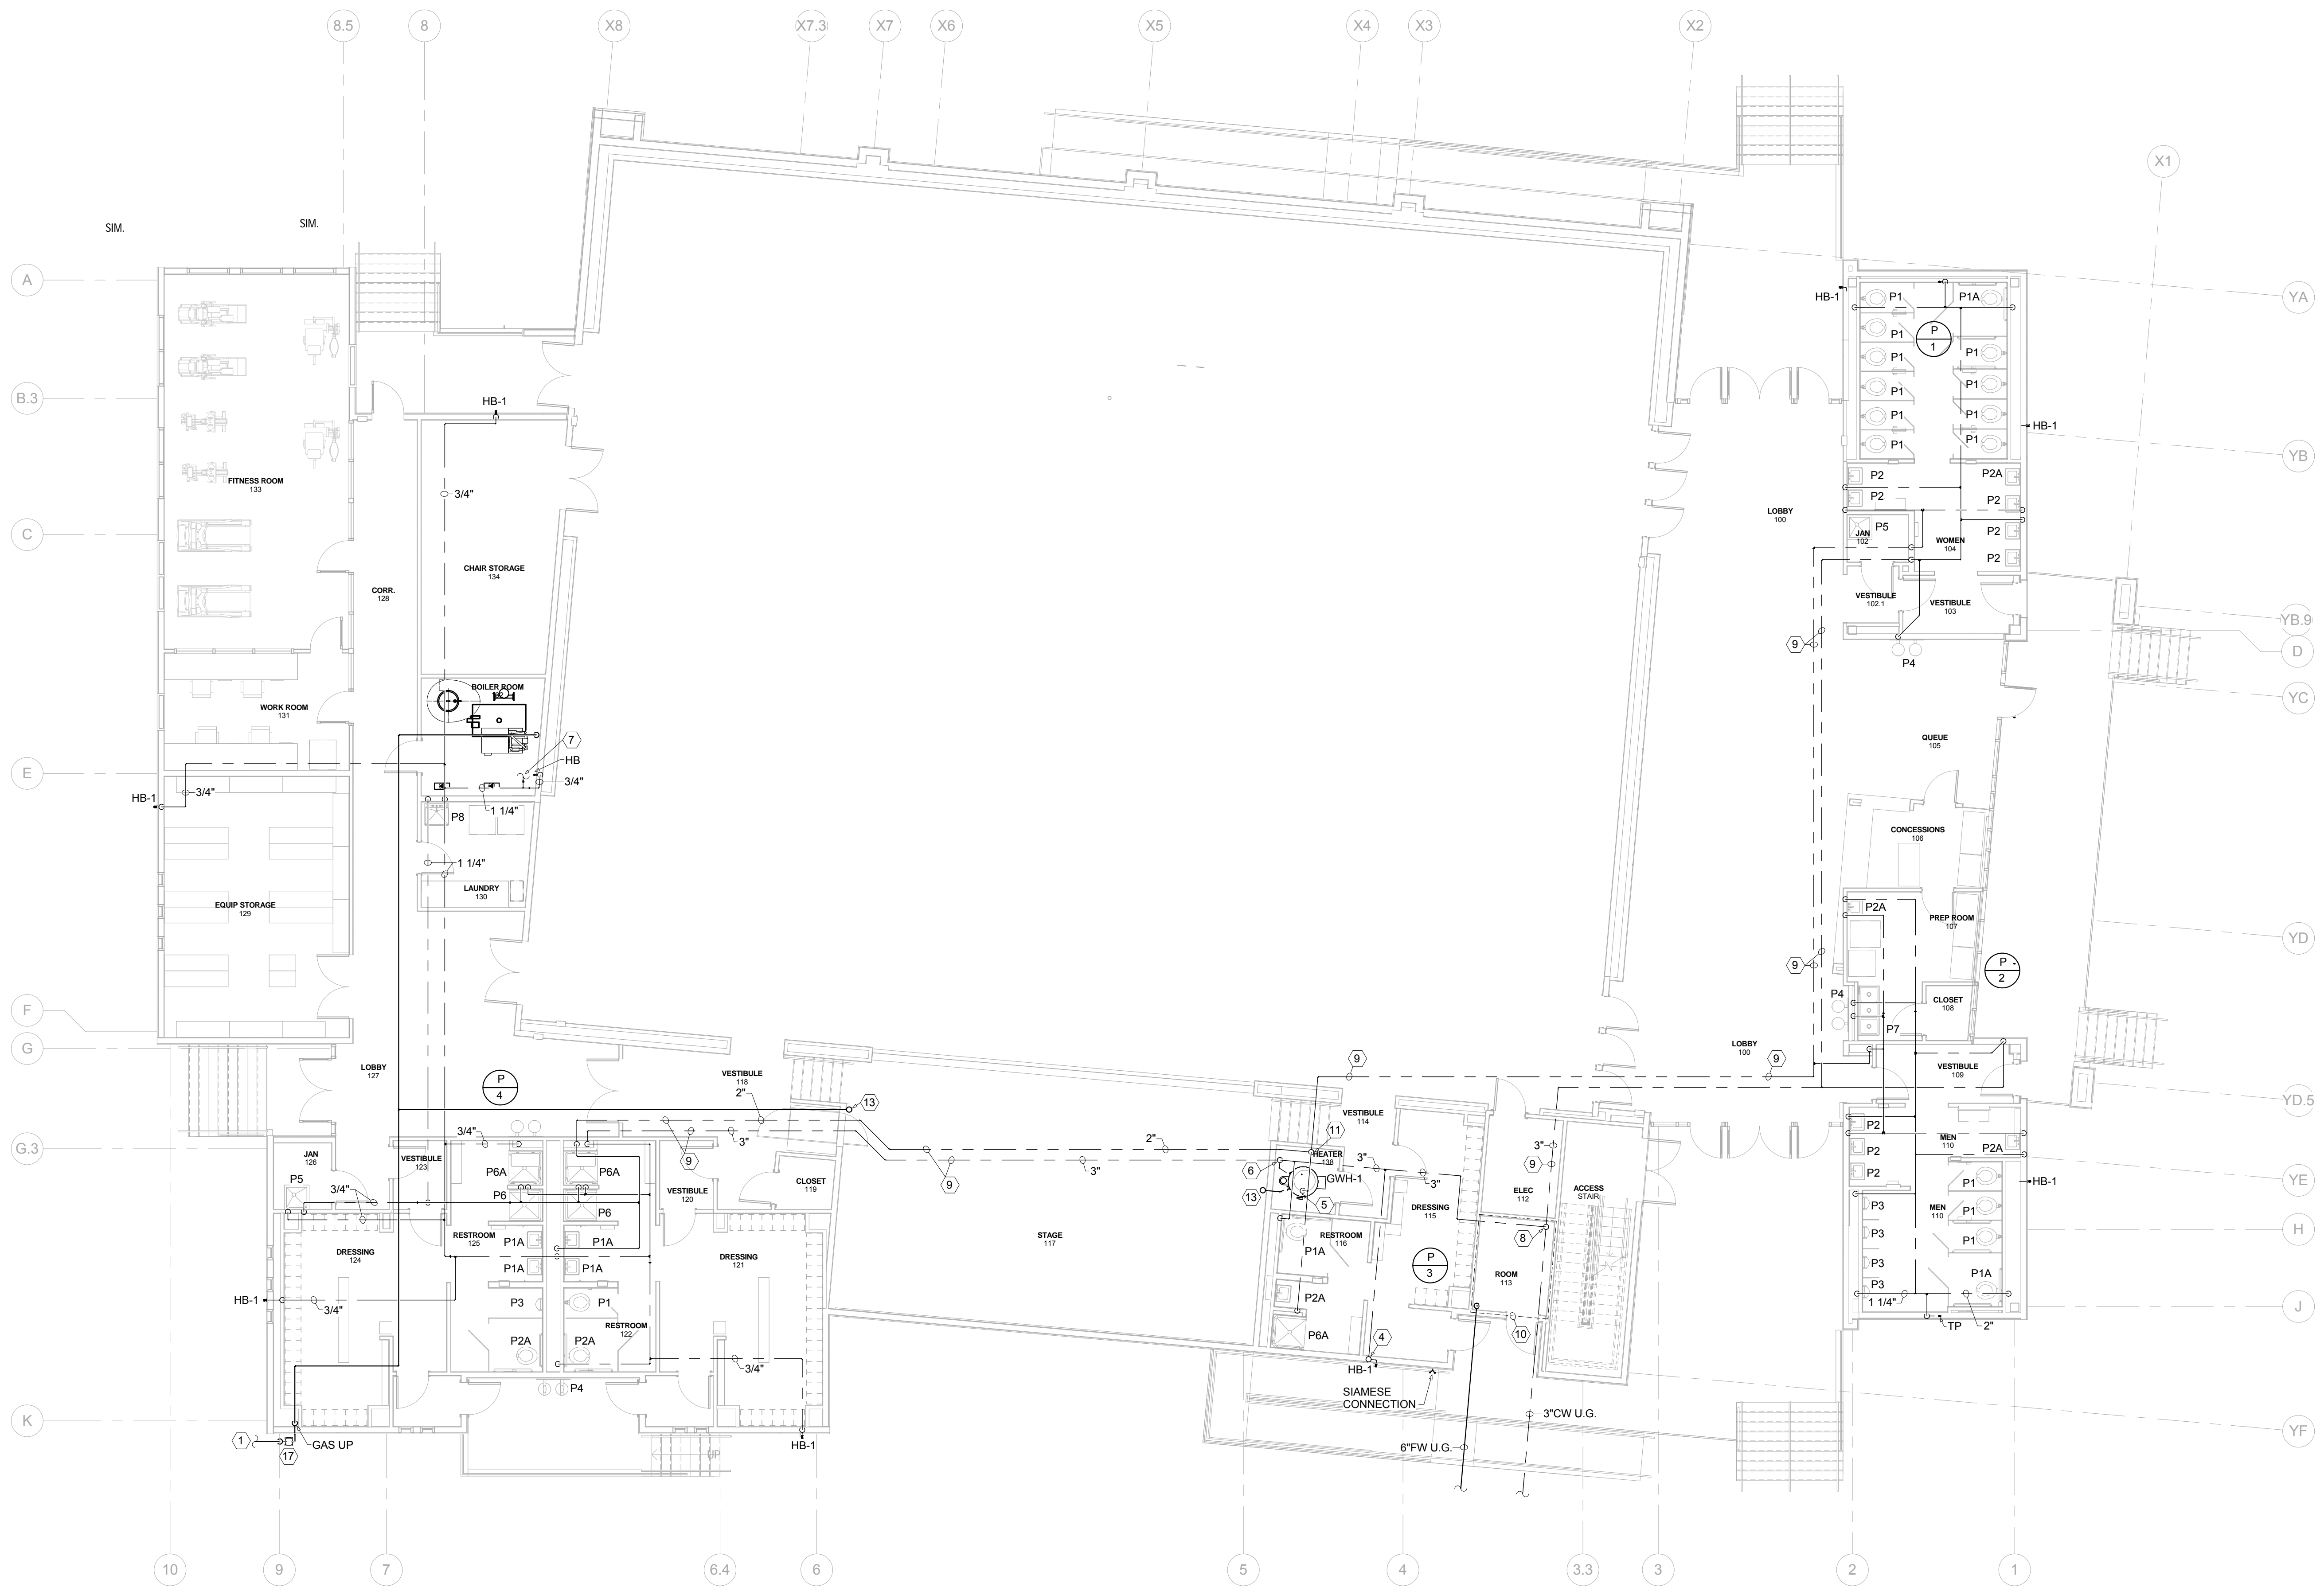 8.5
8
X8
X7.3
X7
X6
X5
X4
X3
X2
X1
SIM.
SIM.
A
B.3
C
E
F
G
G.3
K
YA
YB
YB.9
D
YC
YD
YD.5
YE
H
J
YF
HB-1
P1
P1A
P
1
P1
P1
P1
P1
P1
P1
P1
P1
P1
HB-1
P2
P2A
P2
P2
P5
P2
P2
JAN
102
WOMEN
104
LOBBY
100
VESTIBULE
102.1
VESTIBULE
103
9
P4
HB-1
3/4"
FITNESS ROOM
133
CHAIR STORAGE
134
CORR.
128
BOILER ROOM
WORK ROOM
131
7
HB
3/4"
HB-1
3/4"
1 1/4"
P8
1 1/4"
LAUNDRY
130
EQUIP STORAGE
129
QUEUE
105
CONCESSIONS
106
P2A
PREP ROOM
107
9
P
2
P4
CLOSET
108
P7
LOBBY
100
9
9
VESTIBULE
109
LOBBY
127
P
4
VESTIBULE
118
2"
13
3/4"
3"
9
9
2"
3"
VESTIBULE
114
11
HEATER
138
6
GWH-1
13
5
3"
3"
3"
9
JAN
126
VESTIBULE
123
P5
P6A
P6A
P6
P6
3/4"
VESTIBULE
120
CLOSET
119
DRESSING
124
RESTROOM
125
P1A
P1A
P1A
P1A
P3
P1
P2A
P2A
RESTROOM
122
DRESSING
121
HB-1
3/4"
3/4"
P4
HB-1
1
17
GAS UP
UP
STAGE
117
DRESSING
115
RESTROOM
116
P1A
P2A
P6A
P
3
4
HB-1
SIAMESE
CONNECTION
ELEC
112
ACCESS
STAIR
8
ROOM
113
10
3"CW U.G.
6"FW U.G.
P2
P2
P2
MEN
110
P2A
P3
P3
P3
P3
MEN
110
P1
P1
P1
P1A
HB-1
1 1/4"
2"
TP
10
9
7
6.4
6
5
4
3.3
3
2
1